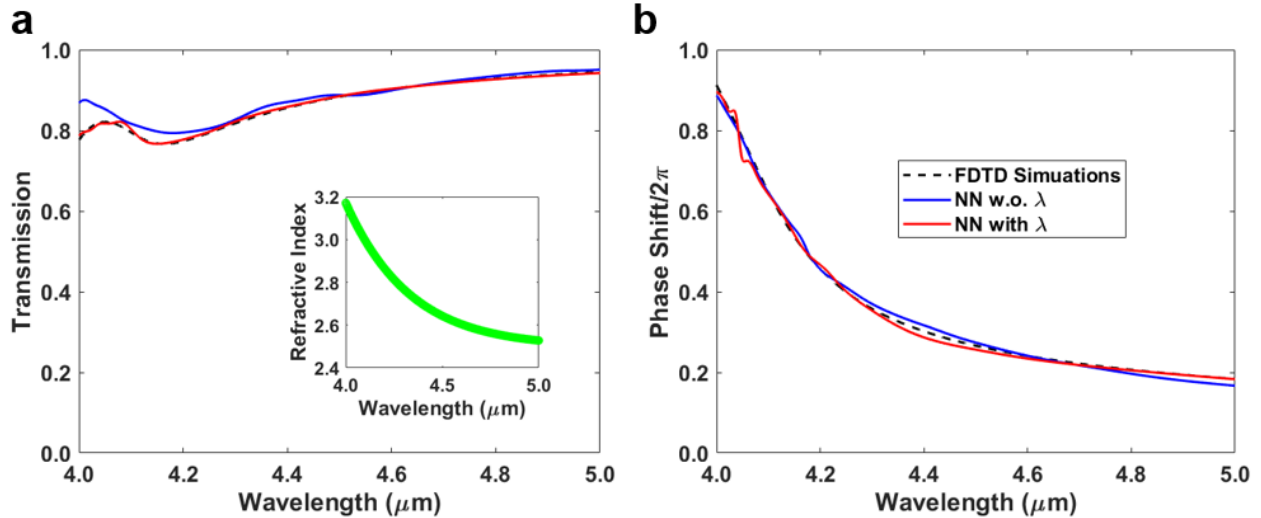 a
1.0
0.8
0.6
0.4
0.2
0.0
Transmission
4.0 4.2 4.4 4.6 4.8 5.0
Wavelength (μm)
3.2
3.0
2.8
2.6
2.4
Refractive Index
4.0 4.5 5.0
Wavelength (μm)
b
1.0
0.8
0.6
0.4
0.2
0.0
Phase Shift/2π
FDTD Simuations
NN w.o. λ
NN with λ
4.0 4.2 4.4 4.6 4.8 5.0
Wavelength (μm)